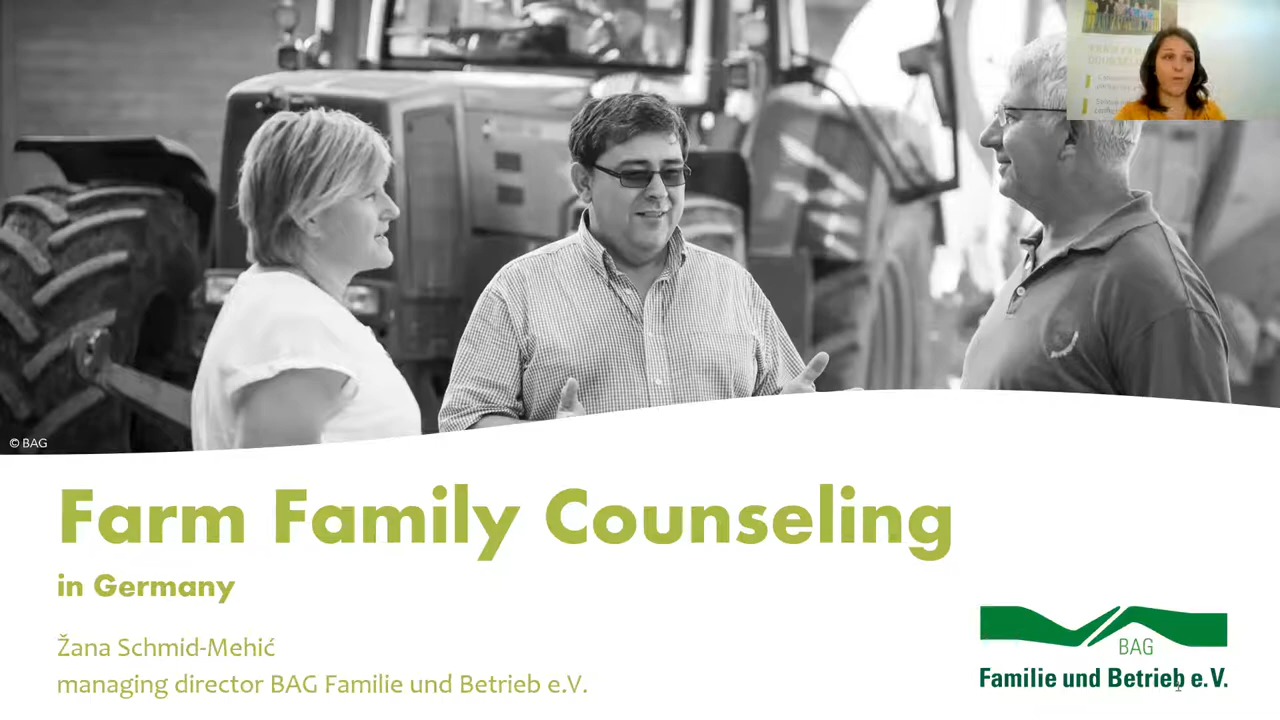 © BAG
Farm Family Counseling
in Germany
Žana Schmid-Mehić
managing director BAG Familie und Betrieb e.V.
BAG
Familie und Betrieb e.V.
1